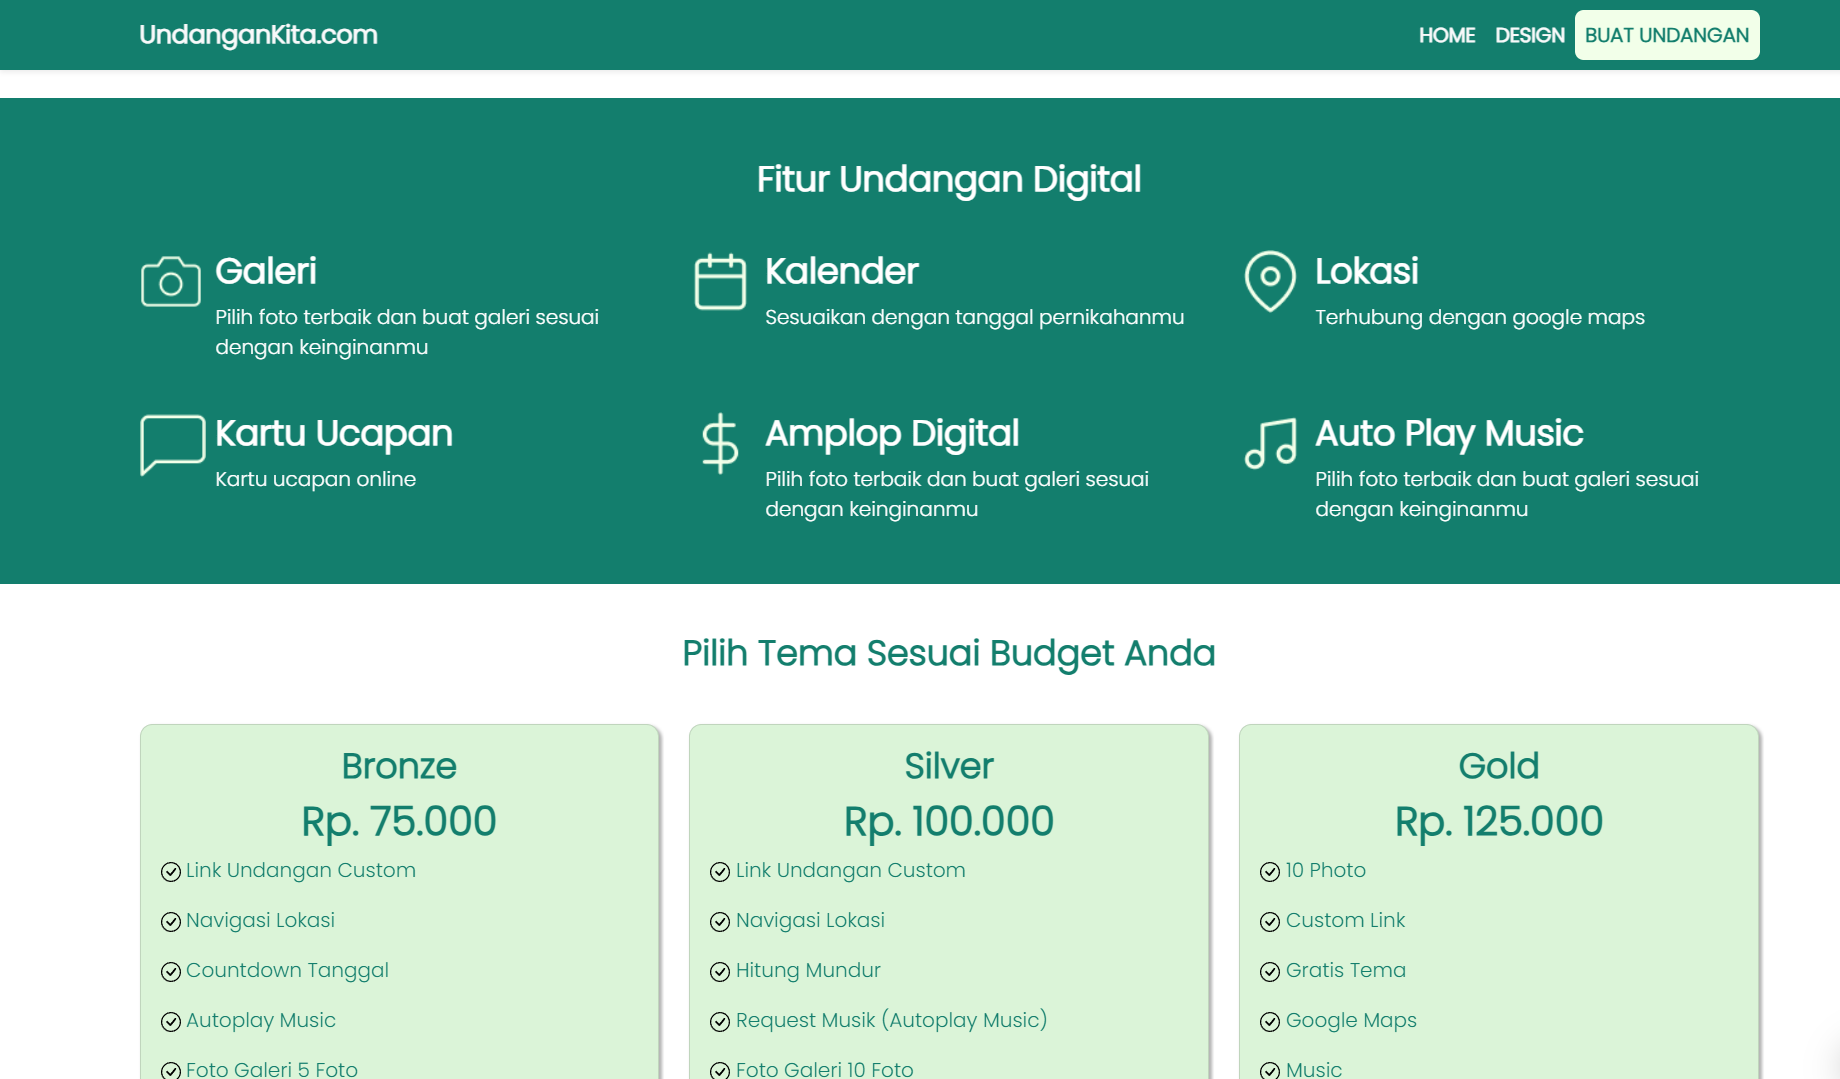 UndanganKita.com
HOME DESIGN BUAT UNDANGAN
Fitur Undangan Digital
Galeri
Pilih foto terbaik dan buat galeri sesuai
dengan keinginanmu
Kalender
Sesuaikan dengan tanggal pernikahanmu
Lokasi
Terhubung dengan google maps
Kartu Ucapan
Kartu ucapan online
Amplop Digital
Pilih foto terbaik dan buat galeri sesuai
dengan keinginanmu
Auto Play Music
Pilih foto terbaik dan buat galeri sesuai
dengan keinginanmu
Pilih Tema Sesuai Budget Anda
Bronze
Rp. 75.000
Link Undangan Custom
Navigasi Lokasi
Countdown Tanggal
Autoplay Music
Foto Galeri 5 Foto
Silver
Rp. 100.000
Link Undangan Custom
Navigasi Lokasi
Hitung Mundur
Request Musik (Autoplay Music)
Foto Galeri 10 Foto
Gold
Rp. 125.000
10 Photo
Custom Link
Gratis Tema
Google Maps
Music